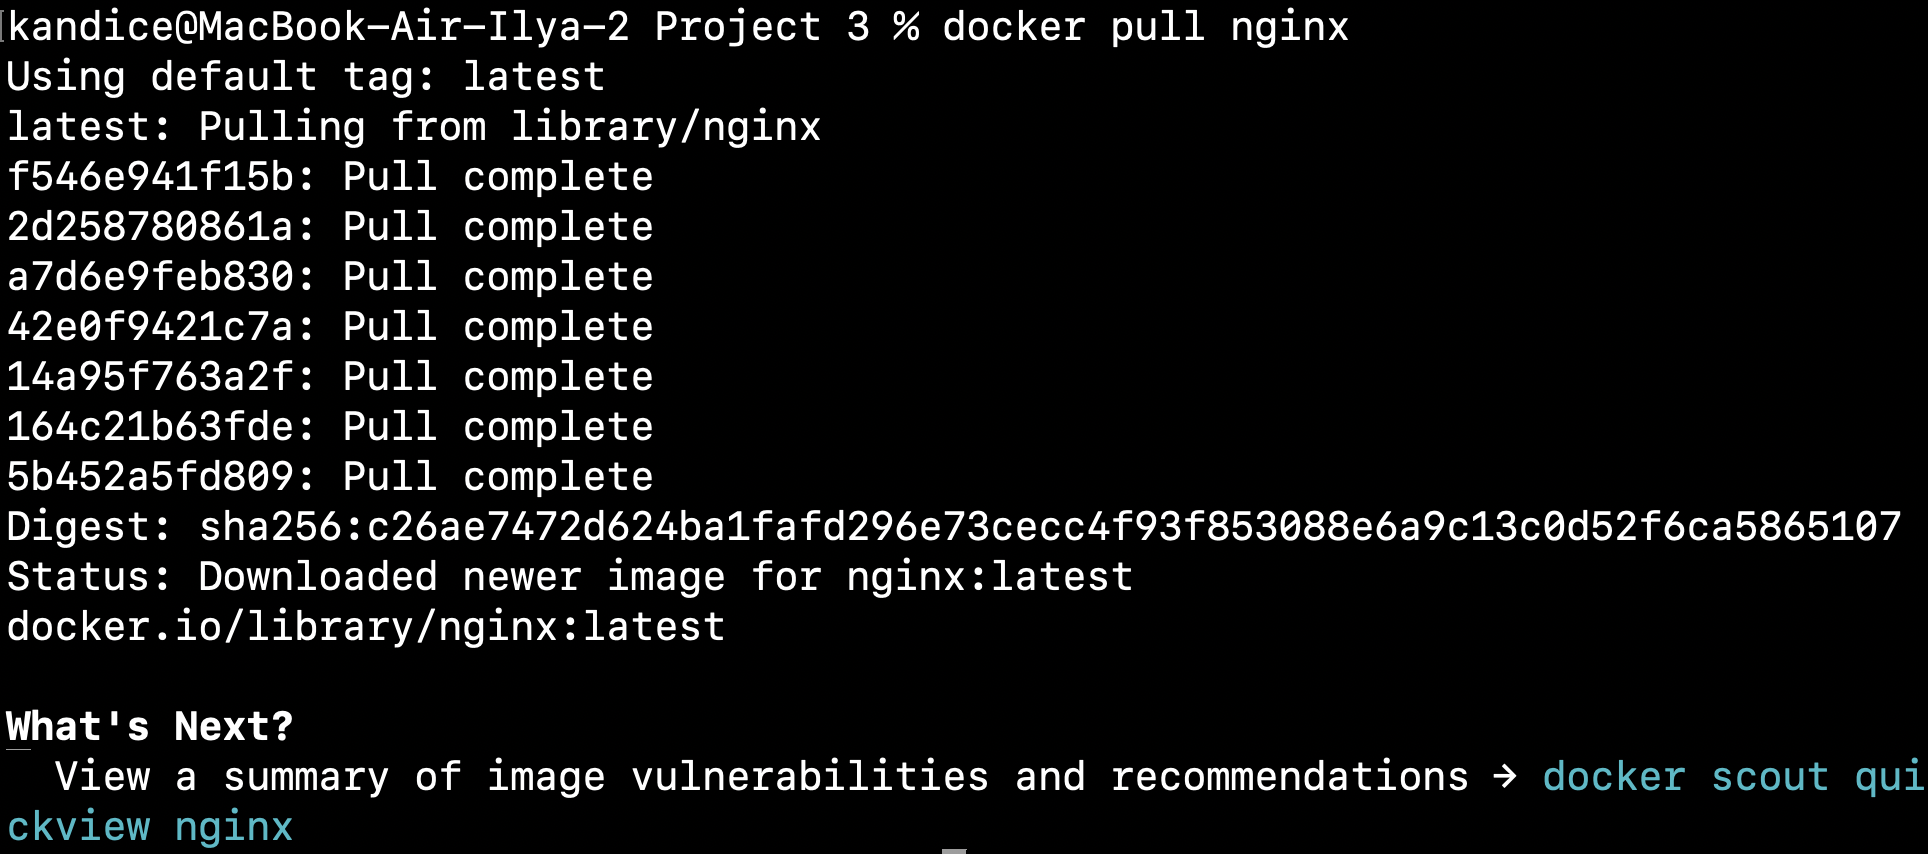 kandice@MacBook-Air-Ilya-2 Project 3 % docker pull nginx
Using default tag: latest
latest: Pulling from library/nginx
f546e941f15b: Pull complete
2d258780861a: Pull complete
a7d6e9feb830: Pull complete
42e0f9421c7a: Pull complete
14a95f763a2f: Pull complete
164c21b63fde: Pull complete
5b452a5fd809: Pull complete
Digest: sha256:c26ae7472d624ba1fafd296e73cecc4f93f853088e6a9c13c0d52f6ca5865107
Status: Downloaded newer image for nginx:latest
docker.io/library/nginx:latest
What's Next?
View a summary of image vulnerabilities and recommendations → docker scout qui
ckview nginx